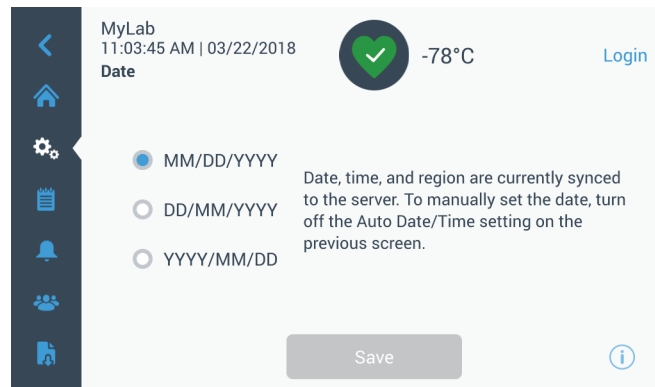 MyLab
11:03:45 AM | 03/22/2018
Date
-78°C
Login
MM/DD/YYYY
DD/MM/YYYY
YYYY/MM/DD
Date, time, and region are currently synced
to the server. To manually set the date, turn
off the Auto Date/Time setting on the
previous screen.
Save